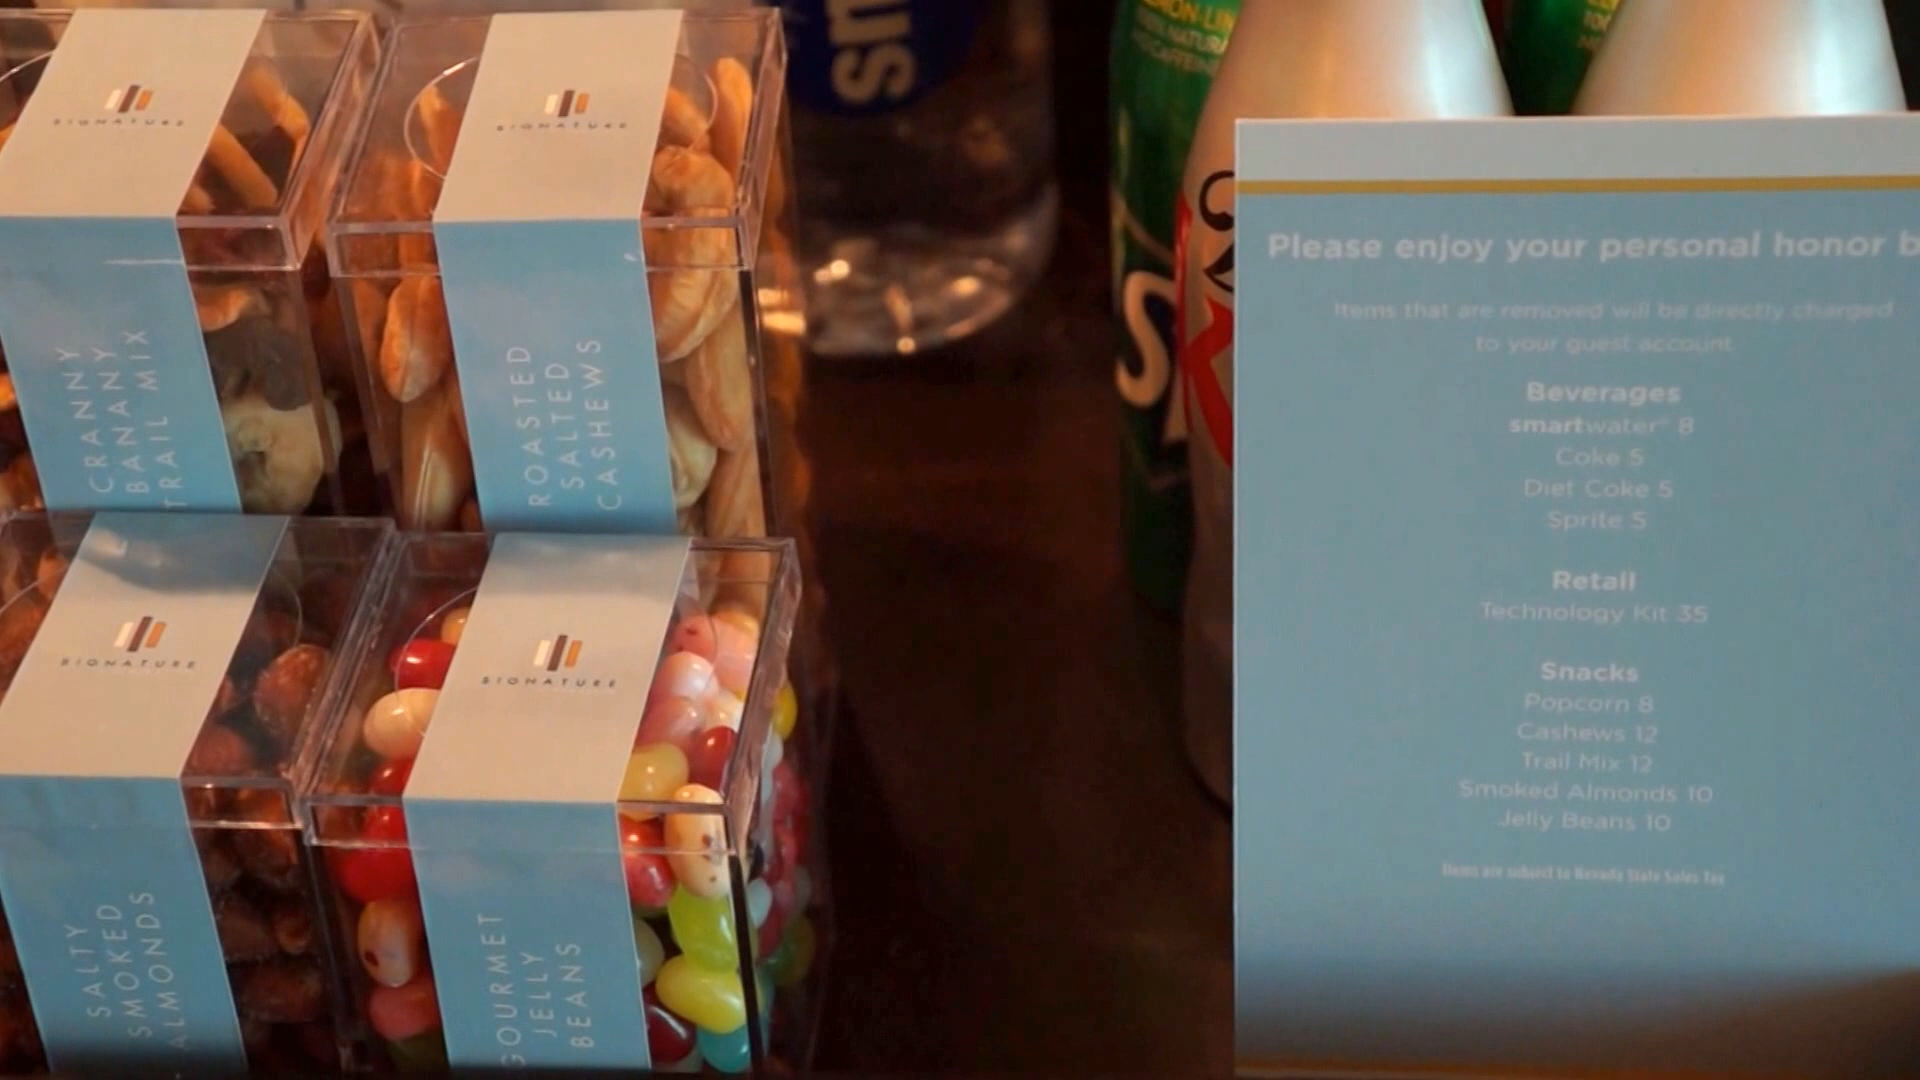 SIGNATURE
CRANNY
BANANY
TRAIL MIX
SIGNATURE
ROASTED
SALTED
CASHEWS
SIGNATURE
SALTY
SMOKED
ALMONDS
SIGNATURE
GOURMET
JELLY
BEANS
sm
100% NATURAL
Please enjoy your personal honor b
Items that are removed will be directly charged
to your guest account
Beverages
smartwater® 8
Coke 5
Diet Coke 5
Sprite 5
Retail
Technology Kit 35
Snacks
Popcorn 8
Cashews 12
Trail Mix 12
Smoked Almonds 10
Jelly Beans 10
Items are subject to Nevada State Sales Tax